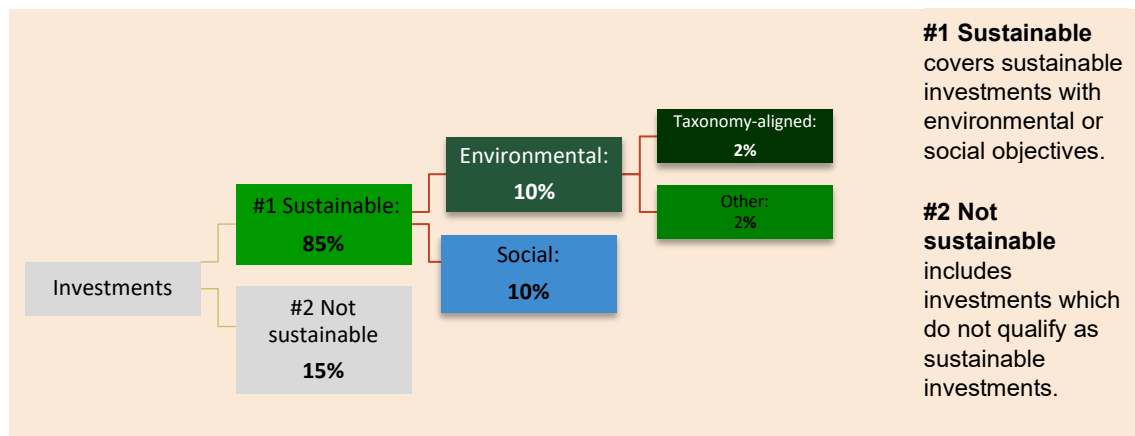 Investments
#1 Sustainable:
85%
#2 Not
sustainable
15%
Environmental:
10%
Social:
10%
Taxonomy-aligned:
2%
Other:
2%
#1 Sustainable
covers sustainable
investments with
environmental or
social objectives.
#2 Not
sustainable
includes
investments which
do not qualify as
sustainable
investments.